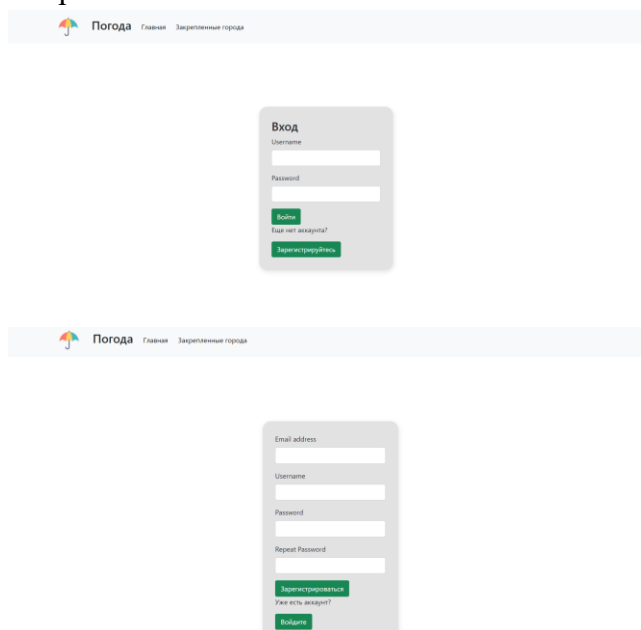 Погода Главная Закрепленные города
Вход
Username
Password
Войти
Еще нет аккаунта?
Зарегистрируйтесь
Погода Главная Закрепленные города
Email address
Username
Password
Repeat Password
Зарегистрироваться
Уже есть аккаунт?
Войдите